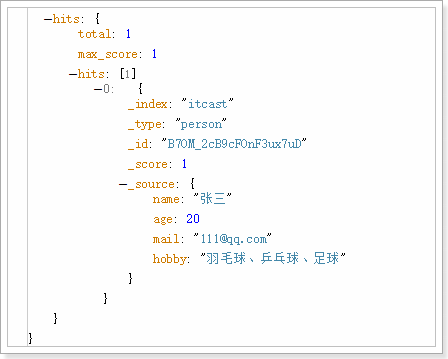 hits: {
total: 1
max_score: 1
hits: [1]
0: {
_index: "itcast"
_type: "person"
_id: "B70M_2cB9cFOnF3ux7uD"
_score: 1
_source: {
name: "张三"
age: 20
mail: "111@qq.com"
hobby: "羽毛球、乒乓球、足球"
}
}
}
}